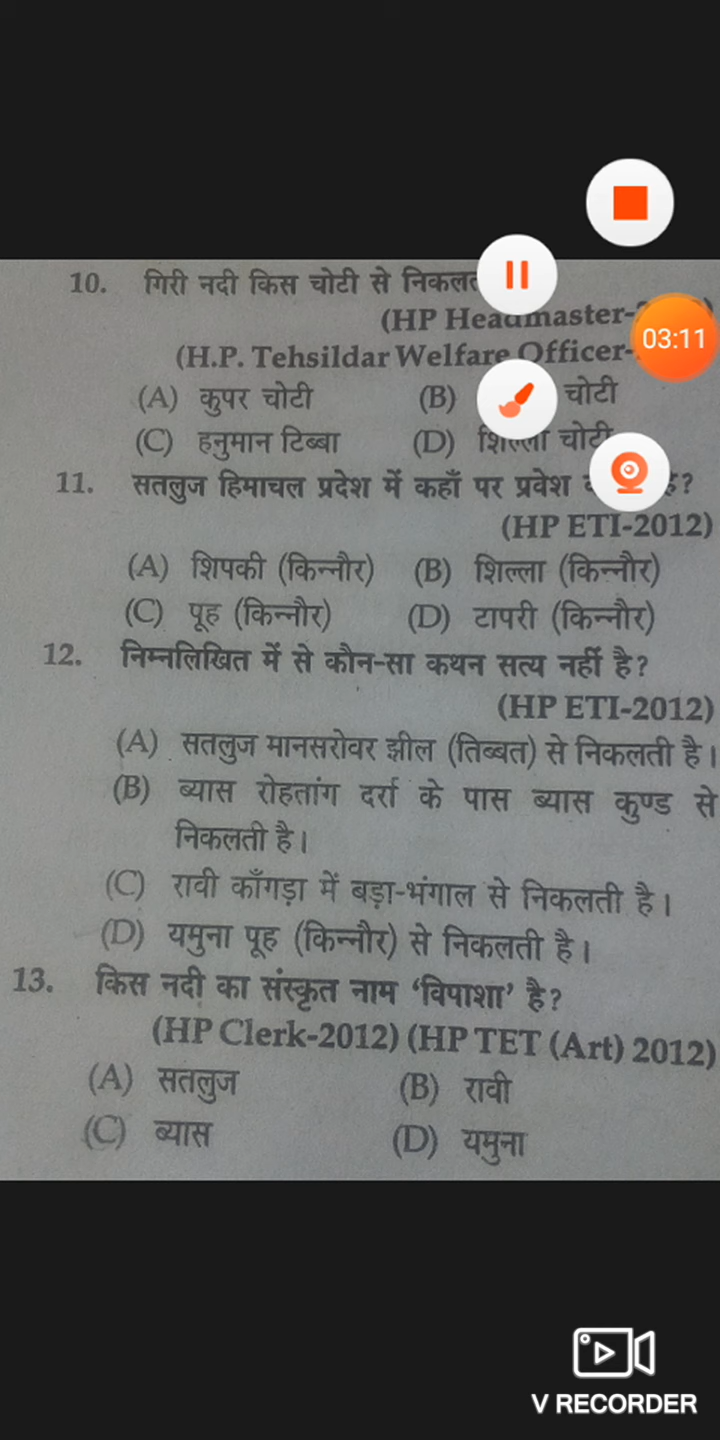 10. गिरी नदी किस चोटी से
(HP Headmaster-
(H.P. Tehsildar Welfare Officer-
03:11
(A) कुपर चोटी (B) चोटी
(C) हनुमान टिब्बा (D) शिल्ला चोटी
11. सतलुज हिमाचल प्रदेश में कहाँ पर प्रवेश है?
(HP ETI-2012)
(A) शिपकी (किन्नौर) (B) शिल्ला (किन्नौर)
(C) पूह (किन्नौर) (D) टापरी (किन्नौर)
12. निम्नलिखित में से कौन-सा कथन सत्य नहीं है?
(HP ETI-2012)
(A) सतलुज मानसरोवर झील (तिब्बत) से निकलती है।
(B) ब्यास रोहतांग दर्रा के पास ब्यास कुण्ड से
निकलती है।
(C) रावी काँगड़ा में बड़ा-भंगाल से निकलती है।
(D) यमुना पूह (किन्नौर) से निकलती है।
13. किस नदी का संस्कृत नाम ‘विपाशा’ है?
(HP Clerk-2012) (HP TET (Art) 2012)
(A) सतलुज (B) रावी
(C) ब्यास (D) यमुना
V RECORDER